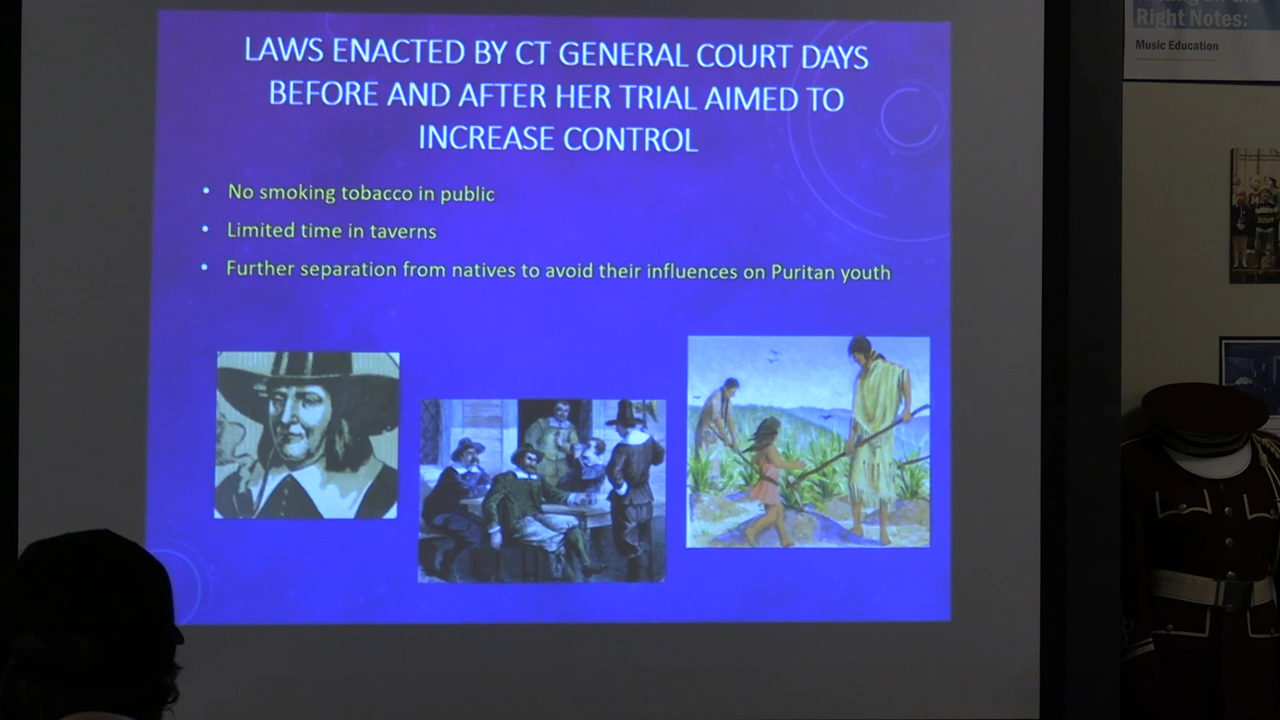 LAWS ENACTED BY CT GENERAL COURT DAYS
BEFORE AND AFTER HER TRIAL AIMED TO
INCREASE CONTROL
• No smoking tobacco in public
• Limited time in taverns
• Further separation from natives to avoid their influences on Puritan youth
Right Notes:
Music Education